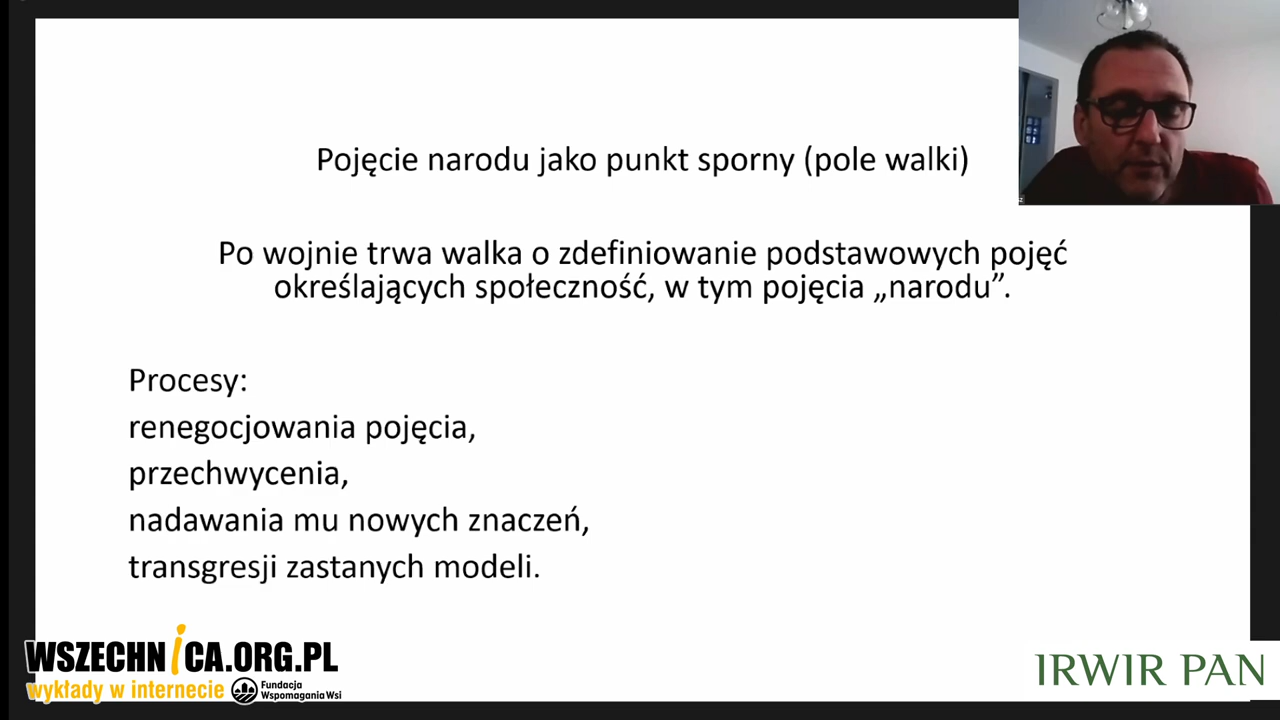 Pojęcie narodu jako punkt sporny (pole walki)
Po wojnie trwa walka o zdefiniowanie podstawowych pojęć
określających społeczność, w tym pojęcia „narodu”.
Procesy:
renegocjowania pojęcia,
przechwycenia,
nadawania mu nowych znaczeń,
transgresji zastanych modeli.
WSZECHNICA.ORG.PL
wykłady w internecie
Fundacja
Wspomagania Wsi
IRWIR PAN